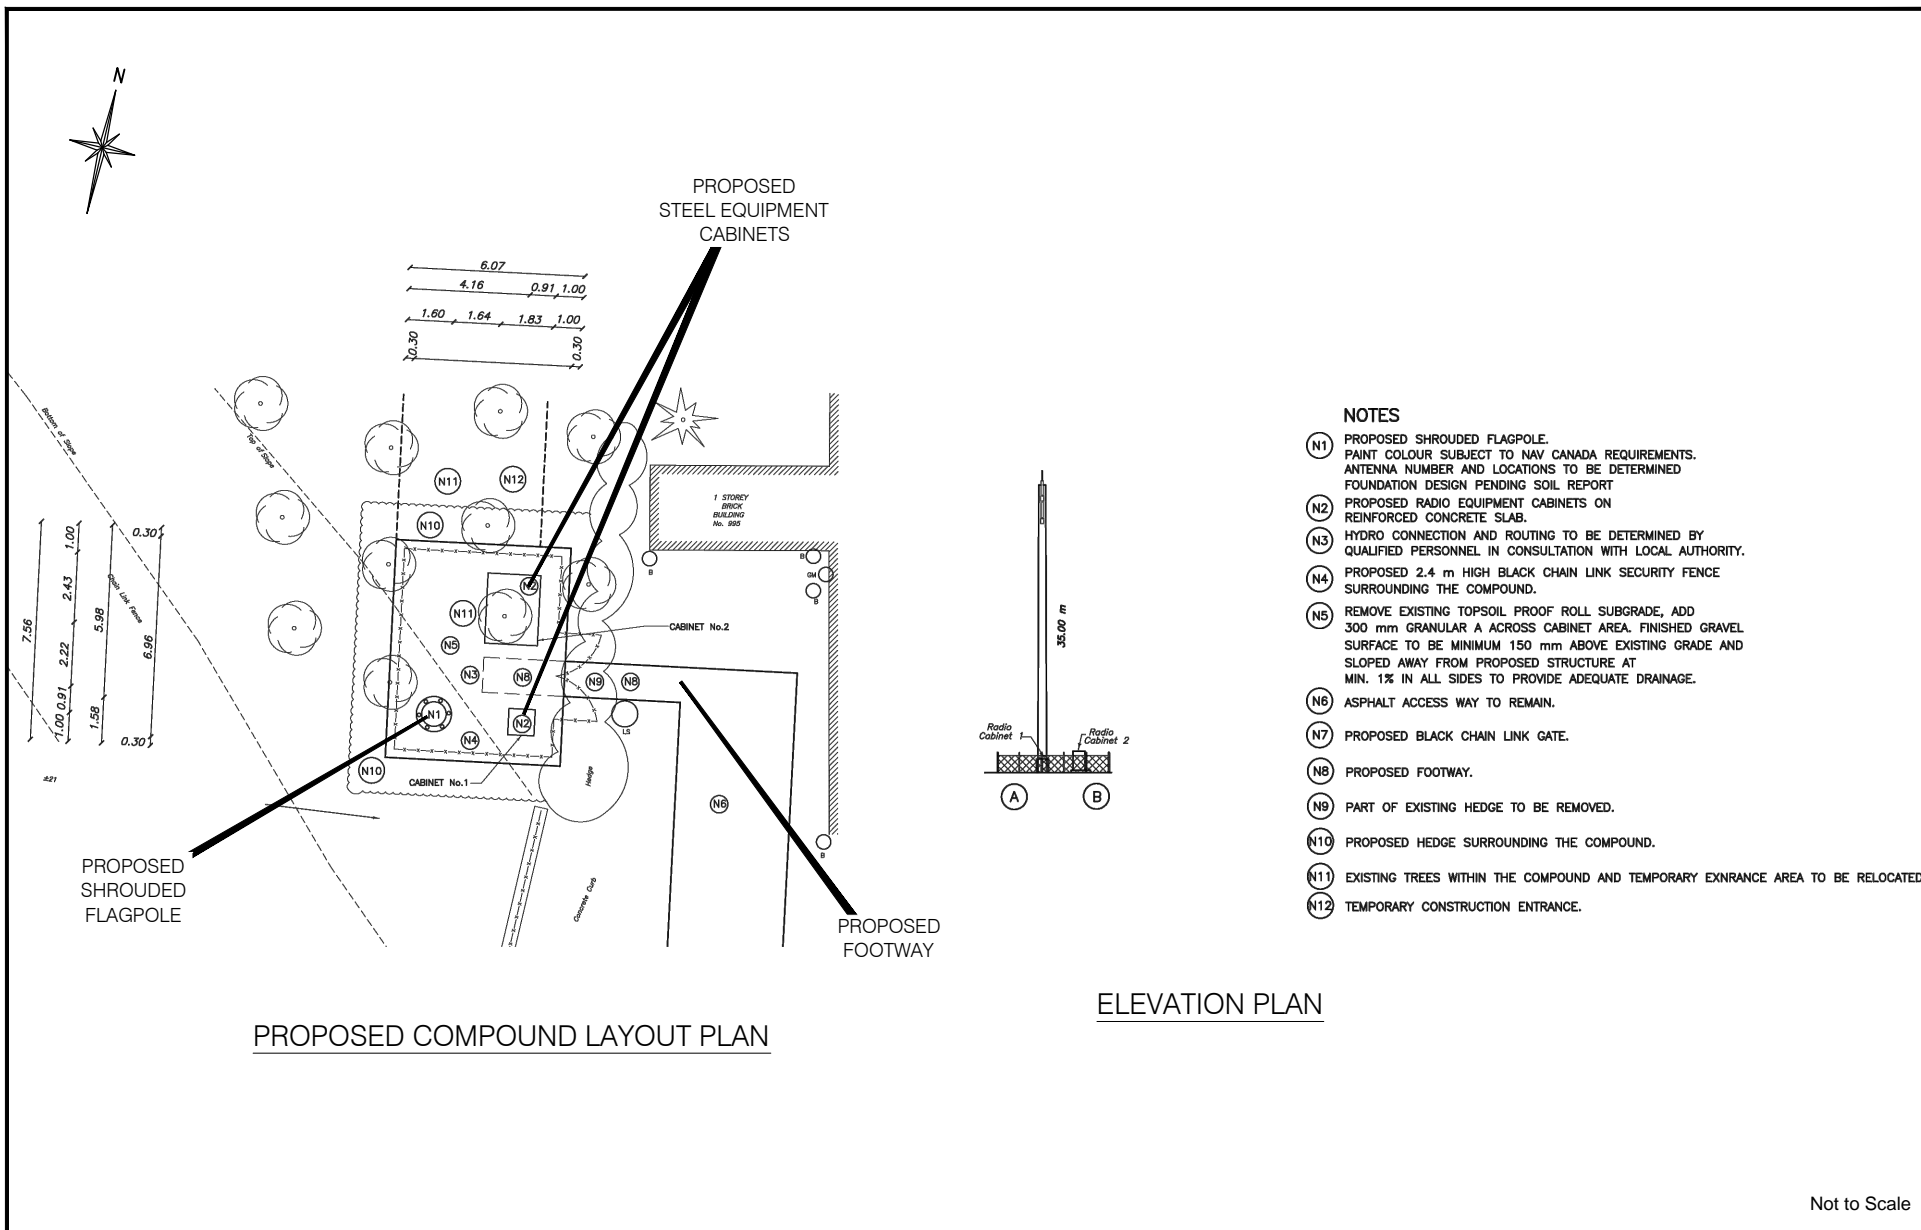 N
PROPOSED
STEEL EQUIPMENT
CABINETS
6.07
4.16
0.91
1.00
1.60
1.64
1.83
1.00
0.30
0.30
Bottom of Slope
Top of Slope
Chain Link Fence
7.56
1.00
2.43
2.22
0.91
1.00
5.98
1.58
0.30
6.96
0.30
±21
N11
N12
N10
1 STOREY
BRICK
BUILDING
No. 995
B
B
GM
B
N2
N11
CABINET No.2
N5
N3
N8
N9
N8
N1
N2
LS
N4
N10
CABINET No.1
Hedge
N6
B
Concrete Curb
PROPOSED
SHROUDED
FLAGPOLE
PROPOSED
FOOTWAY
PROPOSED COMPOUND LAYOUT PLAN
35.00 m
Radio
Cabinet 1
Radio
Cabinet 2
A
B
ELEVATION PLAN
NOTES
N1 PROPOSED SHROUDED FLAGPOLE.
PAINT COLOUR SUBJECT TO NAV CANADA REQUIREMENTS.
ANTENNA NUMBER AND LOCATIONS TO BE DETERMINED
FOUNDATION DESIGN PENDING SOIL REPORT
N2 PROPOSED RADIO EQUIPMENT CABINETS ON
REINFORCED CONCRETE SLAB.
N3 HYDRO CONNECTION AND ROUTING TO BE DETERMINED BY
QUALIFIED PERSONNEL IN CONSULTATION WITH LOCAL AUTHORITY.
N4 PROPOSED 2.4 m HIGH BLACK CHAIN LINK SECURITY FENCE
SURROUNDING THE COMPOUND.
N5 REMOVE EXISTING TOPSOIL PROOF ROLL SUBGRADE, ADD
300 mm GRANULAR A ACROSS CABINET AREA. FINISHED GRAVEL
SURFACE TO BE MINIMUM 150 mm ABOVE EXISTING GRADE AND
SLOPED AWAY FROM PROPOSED STRUCTURE AT
MIN. 1% IN ALL SIDES TO PROVIDE ADEQUATE DRAINAGE.
N6 ASPHALT ACCESS WAY TO REMAIN.
N7 PROPOSED BLACK CHAIN LINK GATE.
N8 PROPOSED FOOTWAY.
N9 PART OF EXISTING HEDGE TO BE REMOVED.
N10 PROPOSED HEDGE SURROUNDING THE COMPOUND.
N11 EXISTING TREES WITHIN THE COMPOUND AND TEMPORARY EXNRANCE AREA TO BE RELOCATED
N12 TEMPORARY CONSTRUCTION ENTRANCE.
Not to Scale